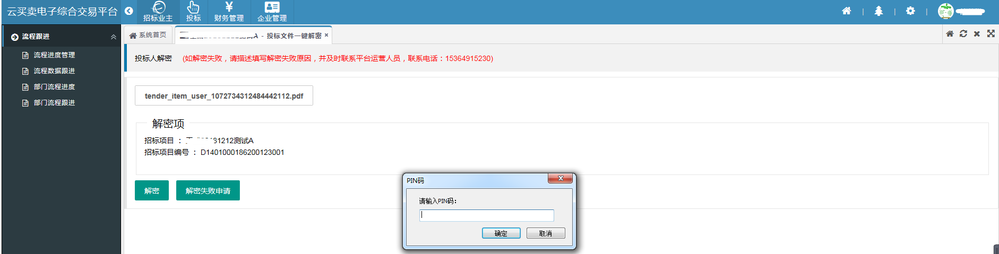 云买卖电子综合交易平台
招标业主
投标
财务管理
企业管理
流程跟进
流程进度管理
流程数据跟进
部门流程进度
部门流程跟进
系统首页
测试A - 投标文件一键解密
投标人解密 (如解密失败，请描述填写解密失败原因，并及时联系平台运营人员，联系电话：15364915230)
tender_item_user_1072734312484442112.pdf
解密项
招标项目 ： 81212测试A
招标项目编号 ： D1401000186200123001
解密
解密失败申请
PIN码
请输入PIN码：
确定
取消